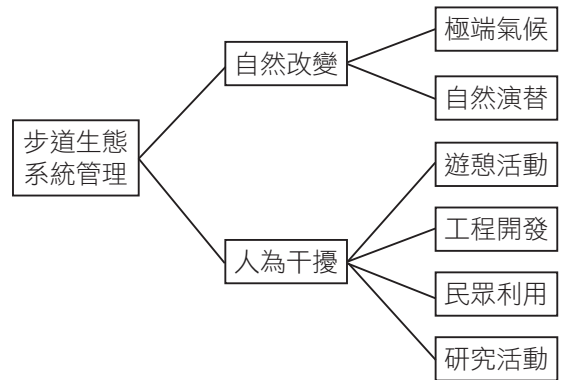 步道生態
系統管理
自然改變
極端氣候
自然演替
人為干擾
遊憩活動
工程開發
民眾利用
研究活動